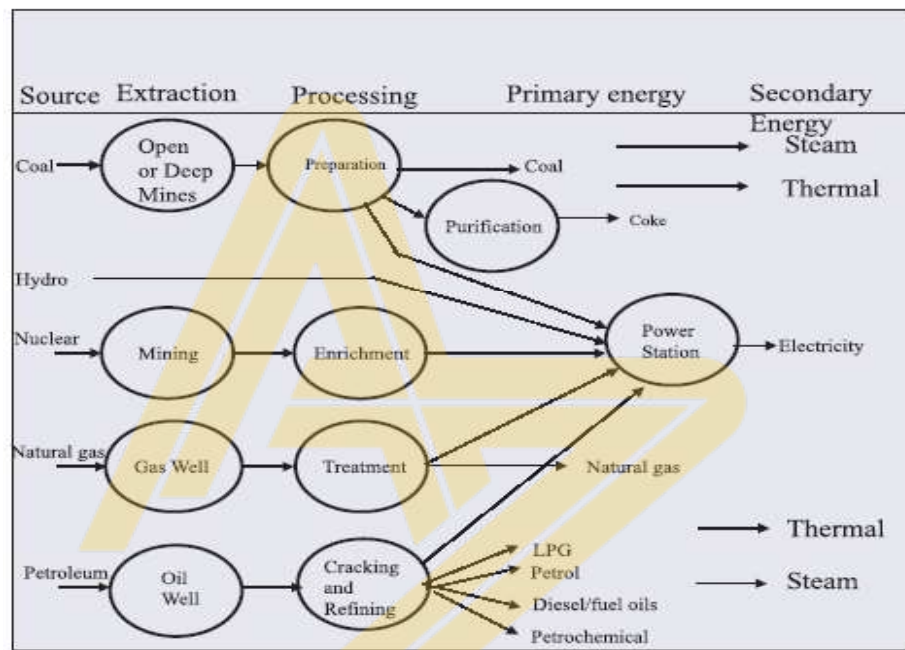 Source Extraction Processing Primary energy Secondary
Energy
Coal
Open
or Deep
Mines
Preparation
Coal
Steam
Thermal
Purification
Coke
Hydro
Nuclear
Mining
Enrichment
Power
Station
Electricity
Natural gas
Gas Well
Treatment
Natural gas
Thermal
Petroleum
Oil
Well
Cracking
and
Refining
LPG
Petrol
Diesel/fuel oils
Petrochemical
Steam